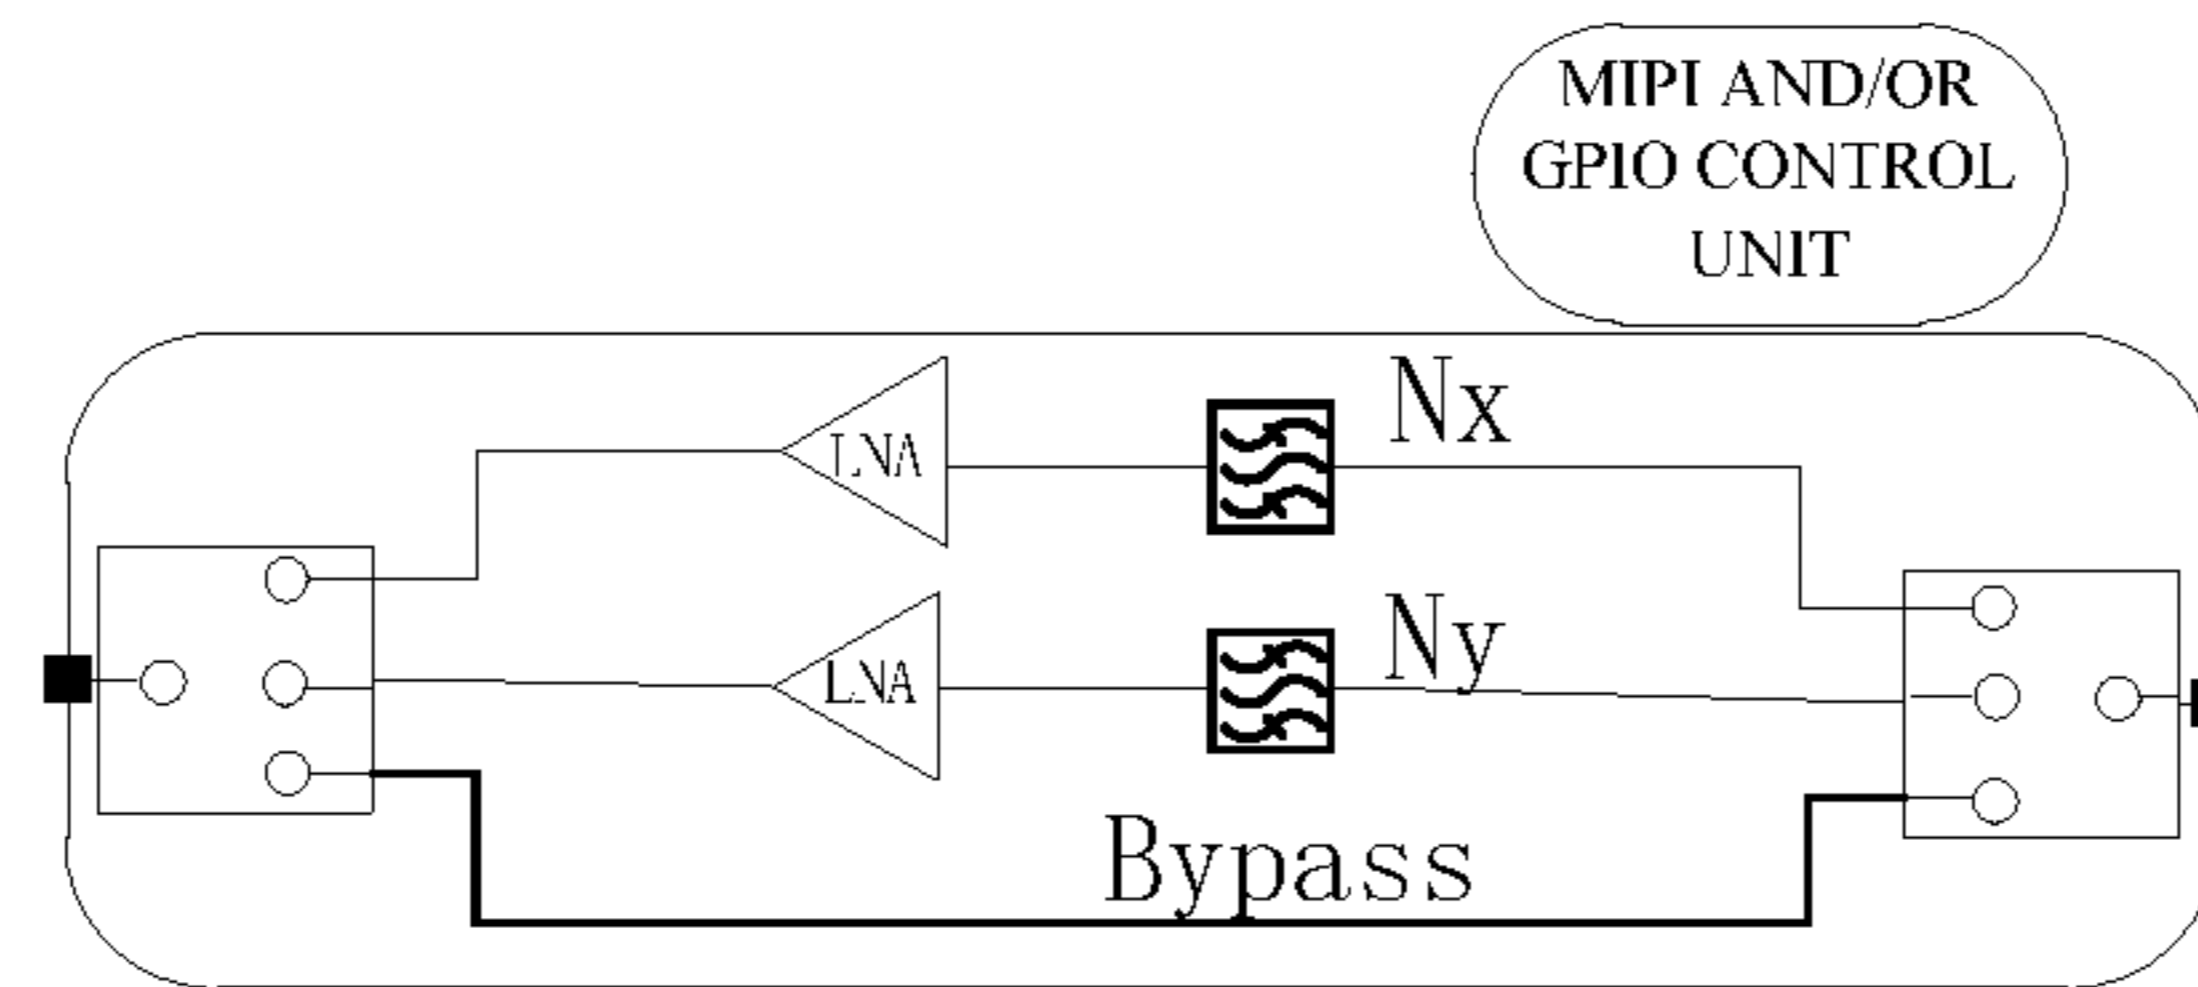 MIPI AND/OR
GPIO CONTROL
UNIT
Nx
LNA
Ny
LNA
Bypass